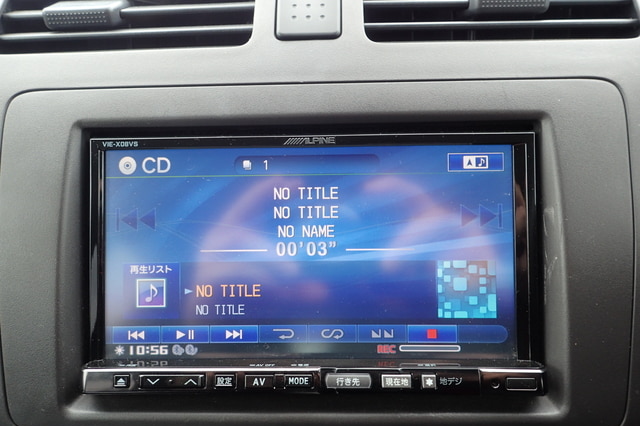 VIE-X08VS
ALPINE
CD
1
NO TITLE
NO TITLE
NO NAME
00'03"
再生リスト
NO TITLE
NO TITLE
10:56
REC
AV OFF
設定
AV
MODE
行き先
現在地
地デジ